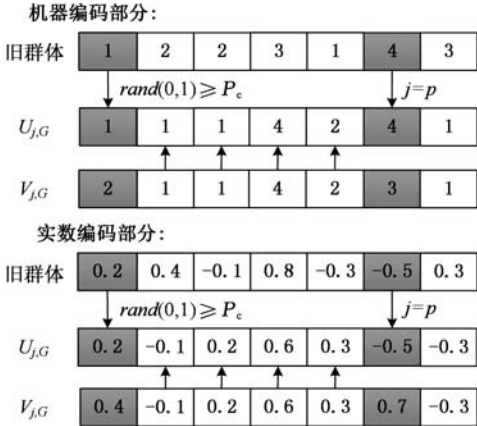 机器编码部分:
旧群体 1 2 2 3 1 4 3
rand(0,1)≥Pc j=p
Uj,G 1 1 1 4 2 4 1
Vj,G 2 1 1 4 2 3 1
实数编码部分:
旧群体 0.2 0.4 -0.1 0.8 -0.3 -0.5 0.3
rand(0,1)≥Pc j=p
Uj,G 0.2 -0.1 0.2 0.6 0.3 -0.5 -0.3
Vj,G 0.4 -0.1 0.2 0.6 0.3 0.7 -0.3